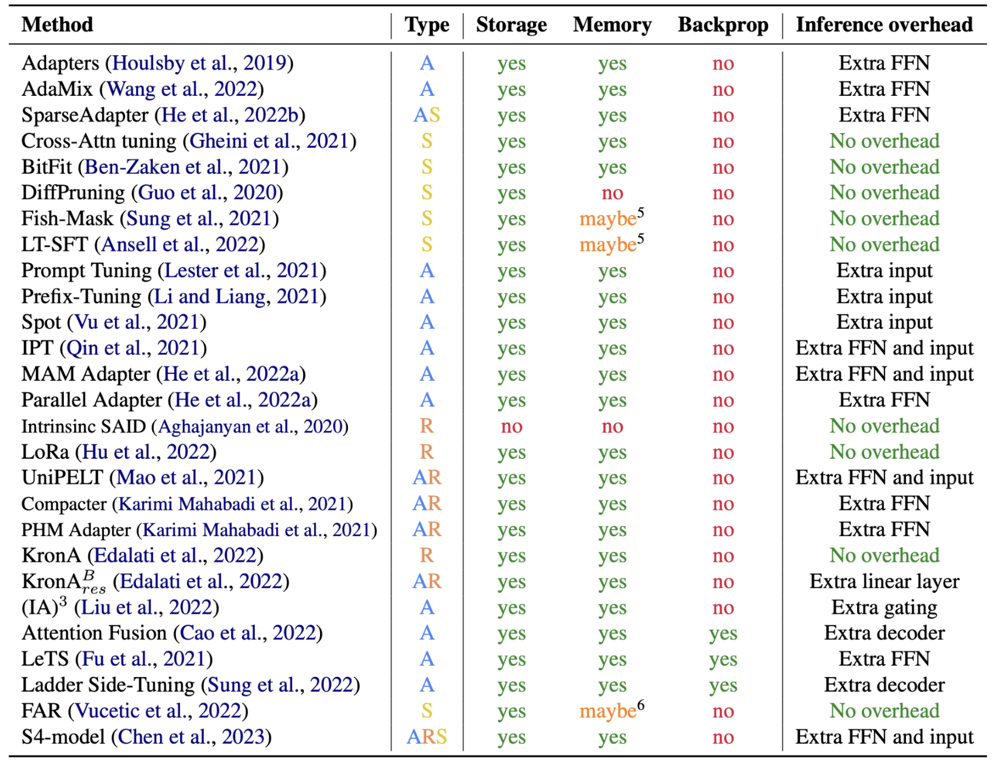 Method Type Storage Memory Backprop Inference overhead
Adapters (Houlsby et al., 2019) A yes yes no Extra FFN
AdaMix (Wang et al., 2022) A yes yes no Extra FFN
SparseAdapter (He et al., 2022b) AS yes yes no Extra FFN
Cross-Attn tuning (Gheini et al., 2021) S yes yes no No overhead
BitFit (Ben-Zaken et al., 2021) S yes yes no No overhead
DiffPruning (Guo et al., 2020) S yes no no No overhead
Fish-Mask (Sung et al., 2021) S yes maybe⁵ no No overhead
LT-SFT (Ansell et al., 2022) S yes maybe⁵ no No overhead
Prompt Tuning (Lester et al., 2021) A yes yes no Extra input
Prefix-Tuning (Li and Liang, 2021) A yes yes no Extra input
Spot (Vu et al., 2021) A yes yes no Extra input
IPT (Qin et al., 2021) A yes yes no Extra FFN and input
MAM Adapter (He et al., 2022a) A yes yes no Extra FFN and input
Parallel Adapter (He et al., 2022a) A yes yes no Extra FFN
Intrinsinc SAID (Aghajanyan et al., 2020) R no no no No overhead
LoRa (Hu et al., 2022) R yes yes no No overhead
UniPELT (Mao et al., 2021) AR yes yes no Extra FFN and input
Compacter (Karimi Mahabadi et al., 2021) AR yes yes no Extra FFN
PHM Adapter (Karimi Mahabadi et al., 2021) AR yes yes no Extra FFN
KronA (Edalati et al., 2022) R yes yes no No overhead
KronA^B_res (Edalati et al., 2022) AR yes yes no Extra linear layer
(IA)³ (Liu et al., 2022) A yes yes no Extra gating
Attention Fusion (Cao et al., 2022) A yes yes yes Extra decoder
LeTS (Fu et al., 2021) A yes yes yes Extra FFN
Ladder Side-Tuning (Sung et al., 2022) A yes yes yes Extra decoder
FAR (Vucetic et al., 2022) S yes maybe⁶ no No overhead
S4-model (Chen et al., 2023) ARS yes yes no Extra FFN and input